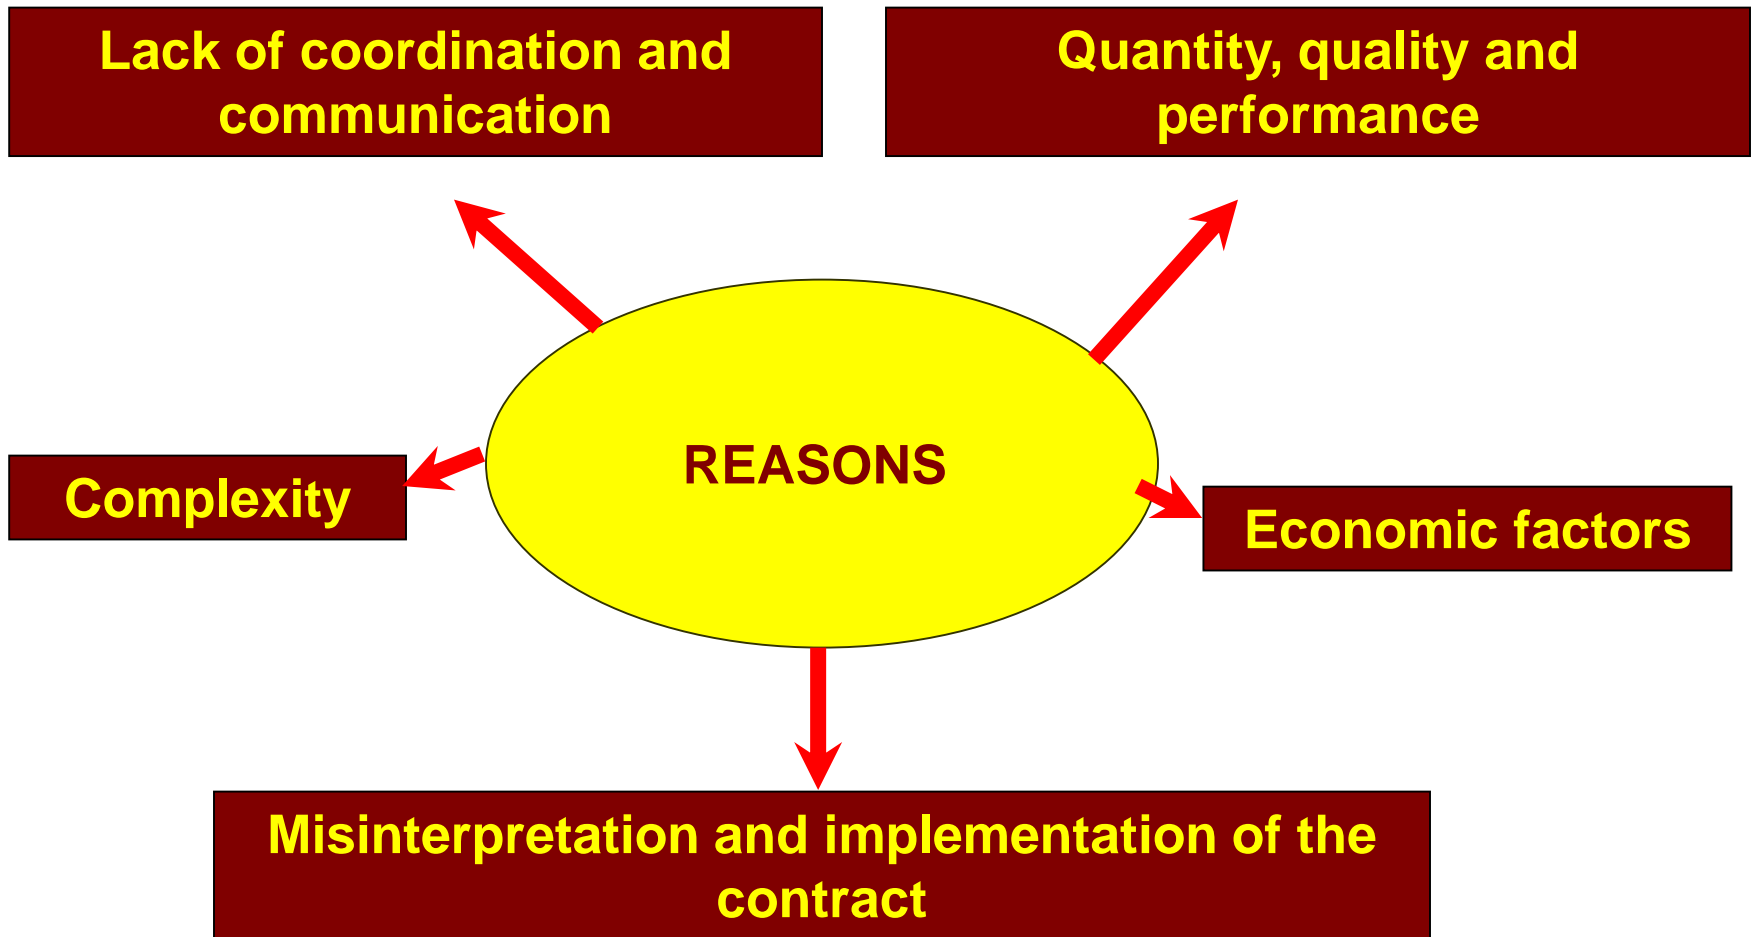 Lack of coordination and
communication
Quantity, quality and
performance
REASONS
Complexity
Economic factors
Misinterpretation and implementation of the
contract